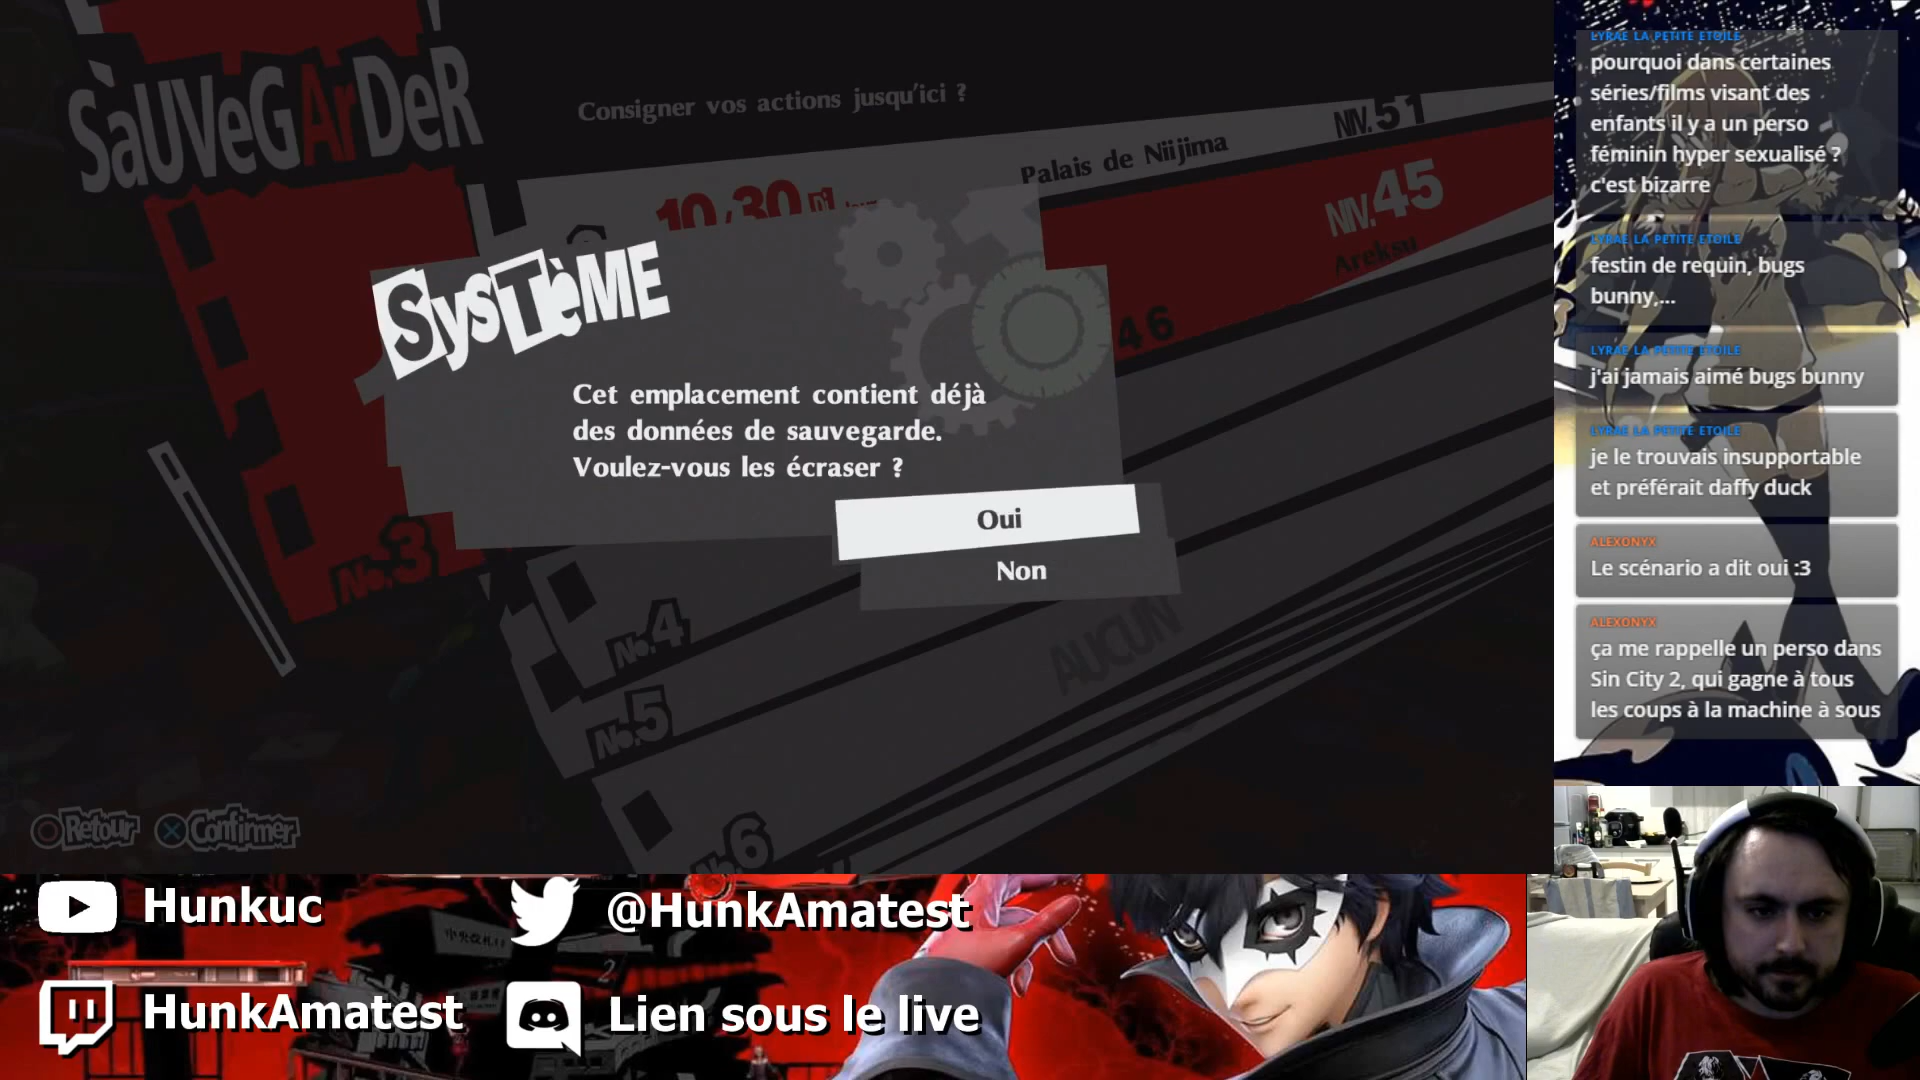 SauVeGArDeR
Consigner vos actions jusqu'ici ?
Palais de Niijima
NIV.51
10/30
NIV.45
Areksu
46
SySTèME
Cet emplacement contient déjà
des données de sauvegarde.
Voulez-vous les écraser ?
Oui
Non
No.3
No.4
No.5
No.6
AUCUN
Retour
Confirmer
LYRAE LA PETITE ETOILE
pourquoi dans certaines
séries/films visant des
enfants il y a un perso
féminin hyper sexualisé ?
c'est bizarre
LYRAE LA PETITE ETOILE
festin de requin, bugs
bunny,...
LYRAE LA PETITE ETOILE
j'ai jamais aimé bugs bunny
LYRAE LA PETITE ETOILE
je le trouvais insupportable
et préférait daffy duck
ALEXONYX
Le scénario a dit oui :3
ALEXONYX
ça me rappelle un perso dans
Sin City 2, qui gagne à tous
les coups à la machine à sous
Hunkuc
@HunkAmatest
HunkAmatest
Lien sous le live